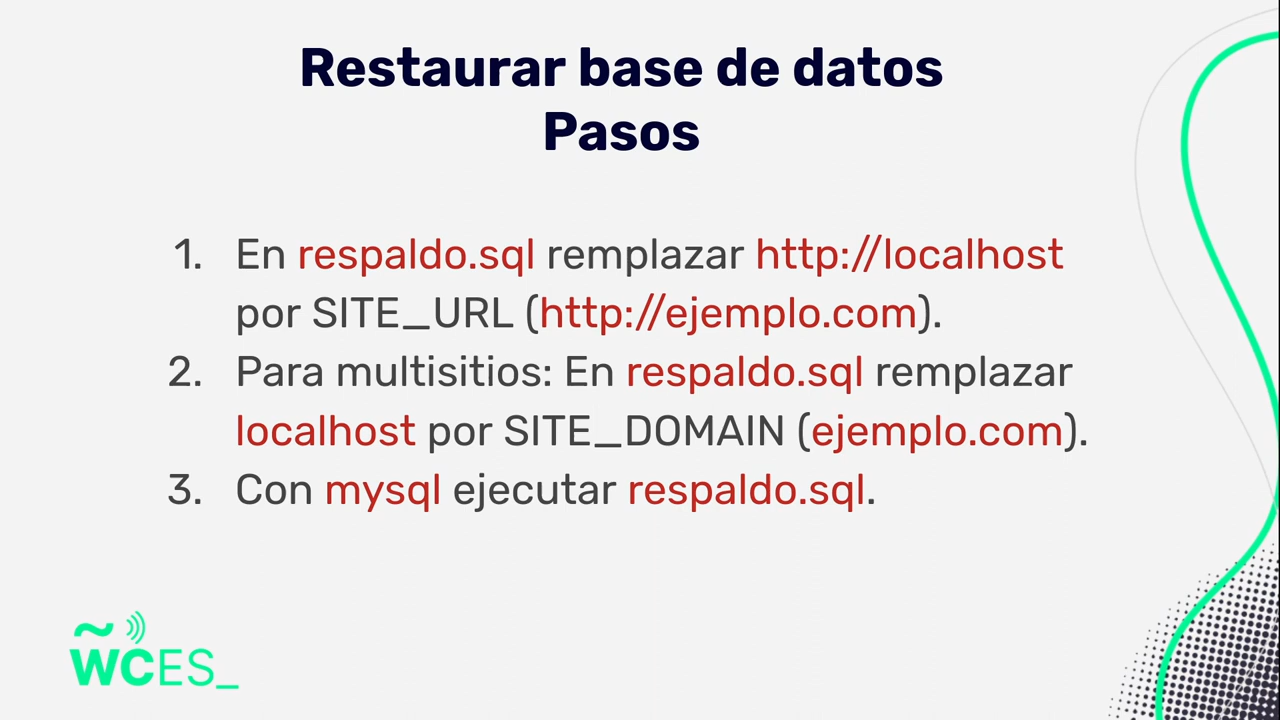 Restaurar base de datos
Pasos
1. En respaldo.sql remplazar http://localhost
por SITE_URL (http://ejemplo.com).
2. Para multisitios: En respaldo.sql remplazar
localhost por SITE_DOMAIN (ejemplo.com).
3. Con mysql ejecutar respaldo.sql.
~
WCES_